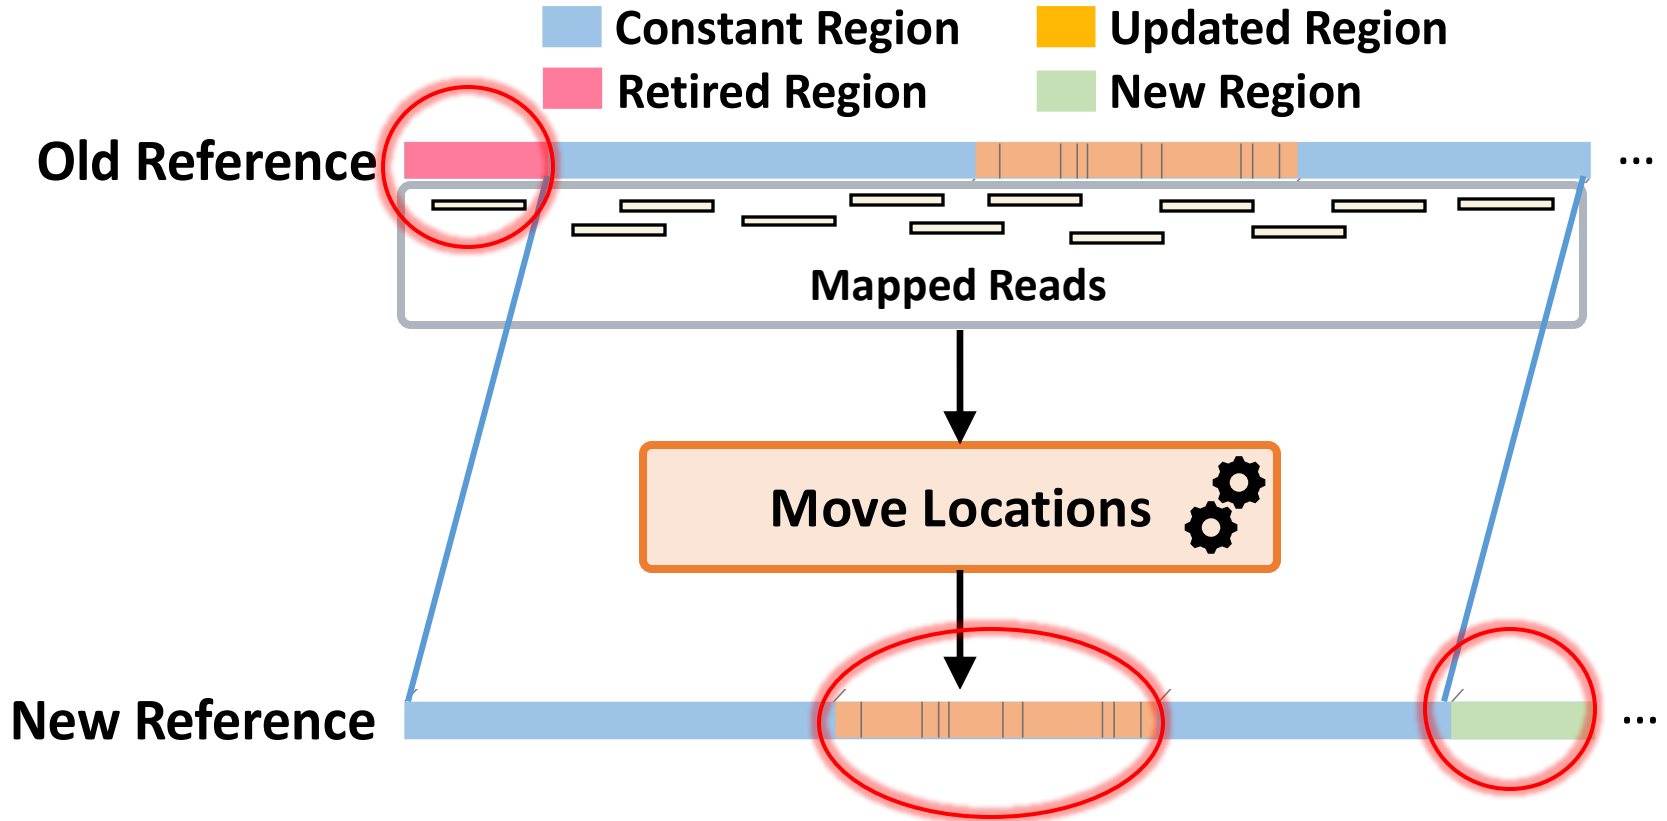 Constant Region
Updated Region
Retired Region
New Region
Old Reference
...
Mapped Reads
Move Locations
New Reference
...